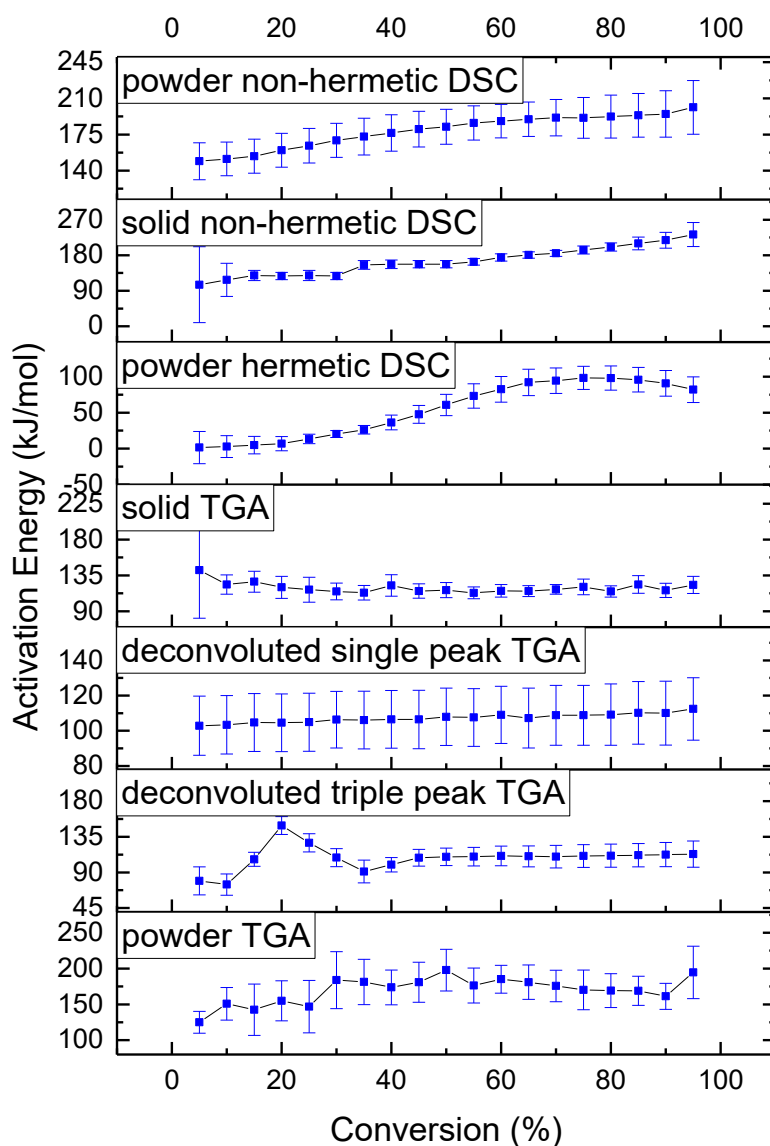 0 20 40 60 80 100
powder non-hermetic DSC
245
210
175
140
solid non-hermetic DSC
270
180
90
0
powder hermetic DSC
100
50
0
-50
solid TGA
225
180
135
90
deconvoluted single peak TGA
140
120
100
80
deconvoluted triple peak TGA
180
135
90
45
powder TGA
250
200
150
100
0 20 40 60 80 100
Activation Energy (kJ/mol)
Conversion (%)